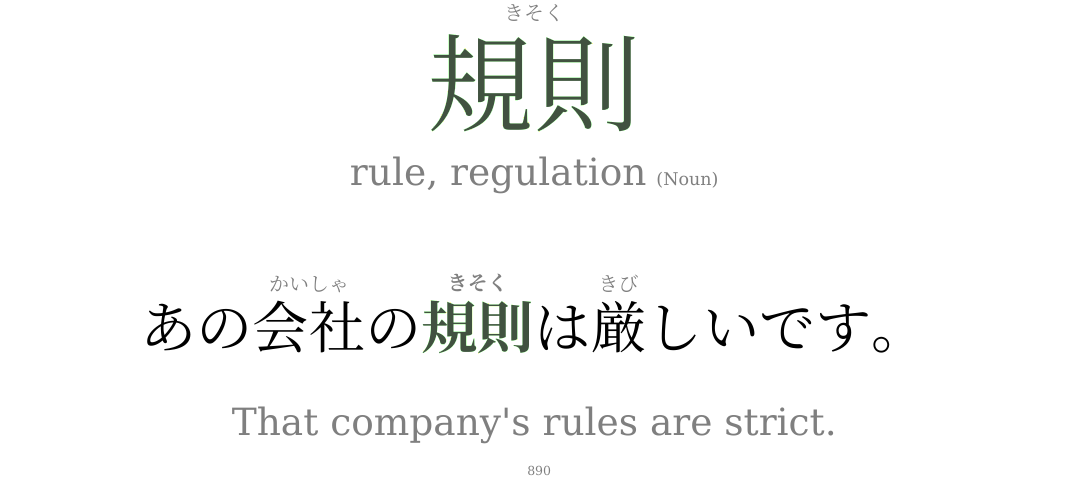 きそく
規則
rule, regulation (Noun)
かいしゃ きそく きび
あの会社の規則は厳しいです。
That company's rules are strict.
890